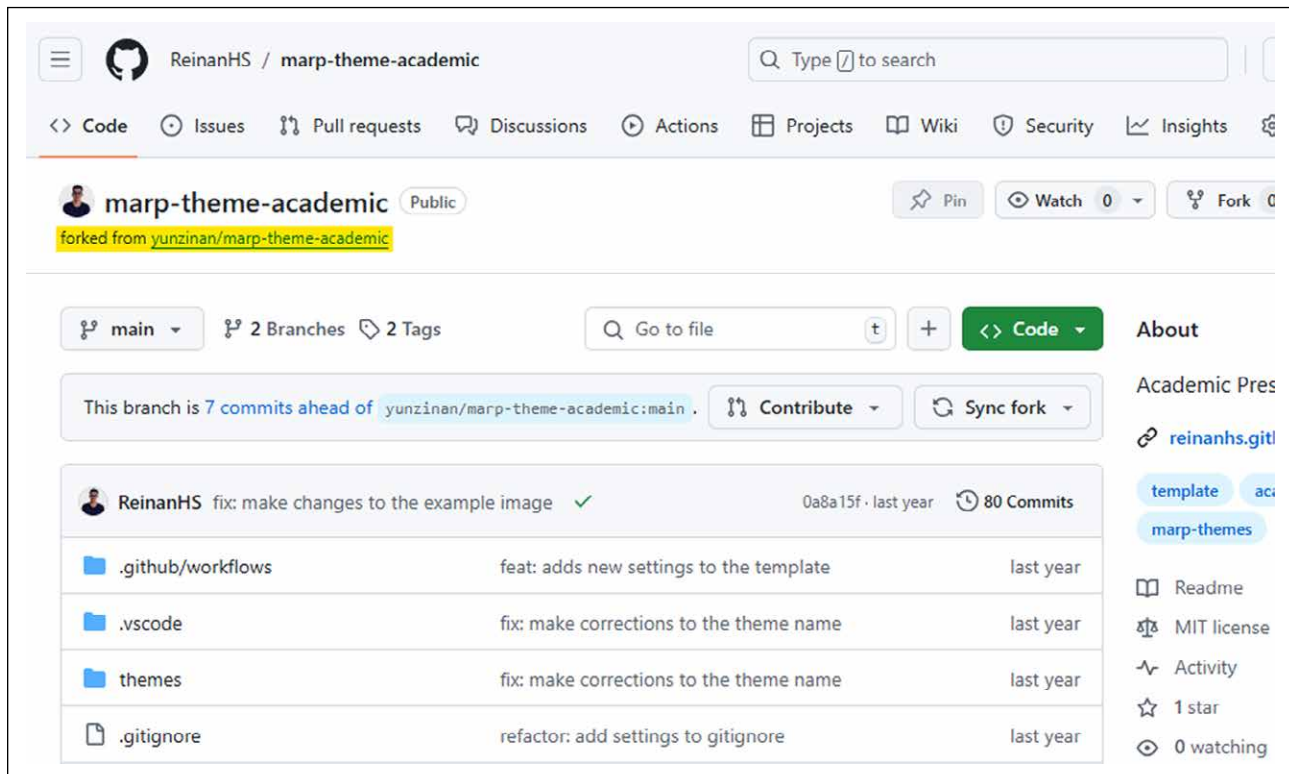 ReinanHS / marp-theme-academic
Type / to search
Code Issues Pull requests Discussions Actions Projects Wiki Security Insights
marp-theme-academic Public
Pin Watch 0 Fork 0
forked from yunzinan/marp-theme-academic
main 2 Branches 2 Tags
Go to file t + <> Code
About
Academic Pres
This branch is 7 commits ahead of yunzinan/marp-theme-academic:main .
Contribute Sync fork
reinanhs.git
template aca
marp-themes
ReinanHS fix: make changes to the example image 0a8a15f · last year 80 Commits
.github/workflows feat: adds new settings to the template last year
.vscode fix: make corrections to the theme name last year
themes fix: make corrections to the theme name last year
.gitignore refactor: add settings to gitignore last year
Readme
MIT license
Activity
1 star
0 watching